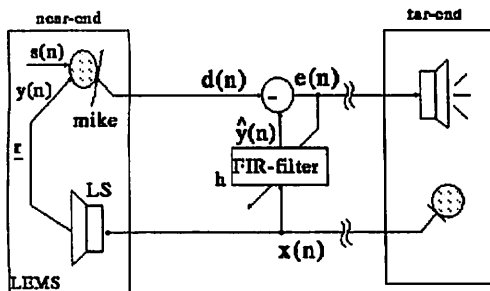 near-end
far-end
s(n)
y(n)
mike
d(n)
e(n)
-
ŷ(n)
r
h
FIR-filter
LS
x(n)
LEMS